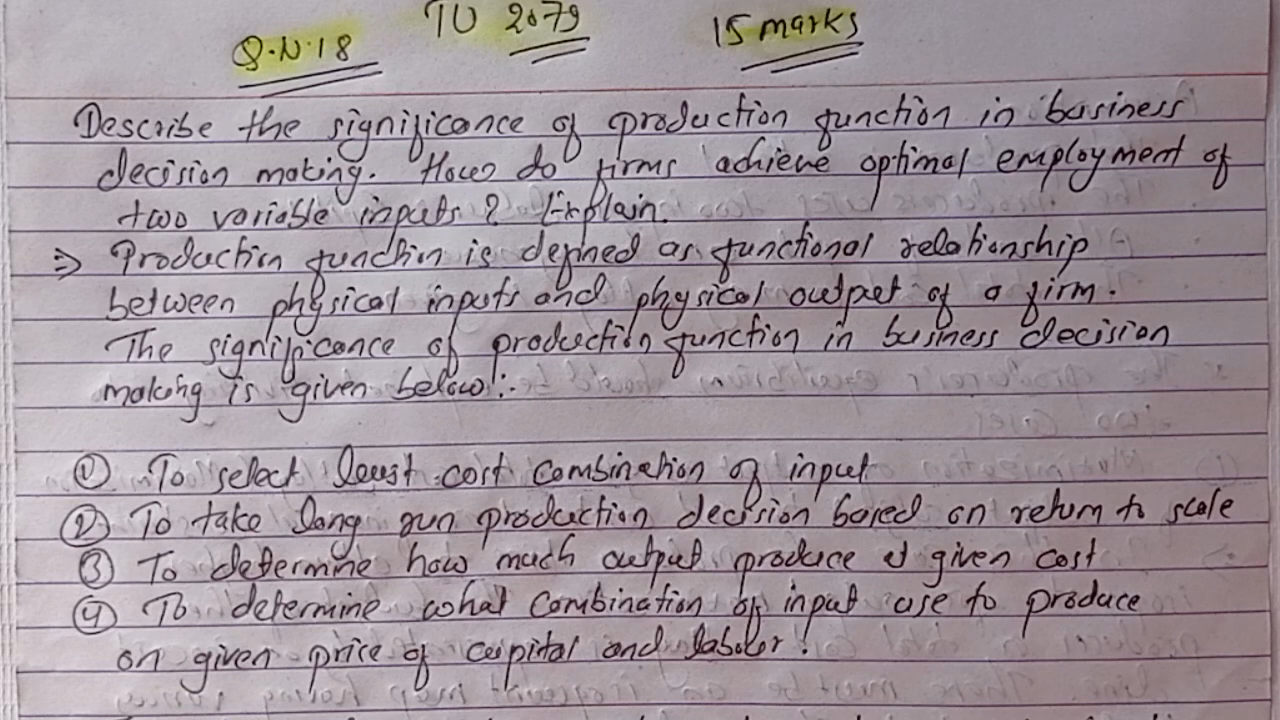 TU 2079 15 marks
Q.N.18
Describe the significance of production function in business
decision making. How do firms achieve optimal employment of
two variable inputs? Explain.
⇒ Production function is defined as functional relationship
between physical inputs and physical output of a firm.
The significance of production function in business decision
making is given below:-
① To select least cost combination of input
② To take long run production decision based on return to scale
③ To determine how much output produce at given cost
④ To determine what combination of input use to produce
on given price of capital and labour.